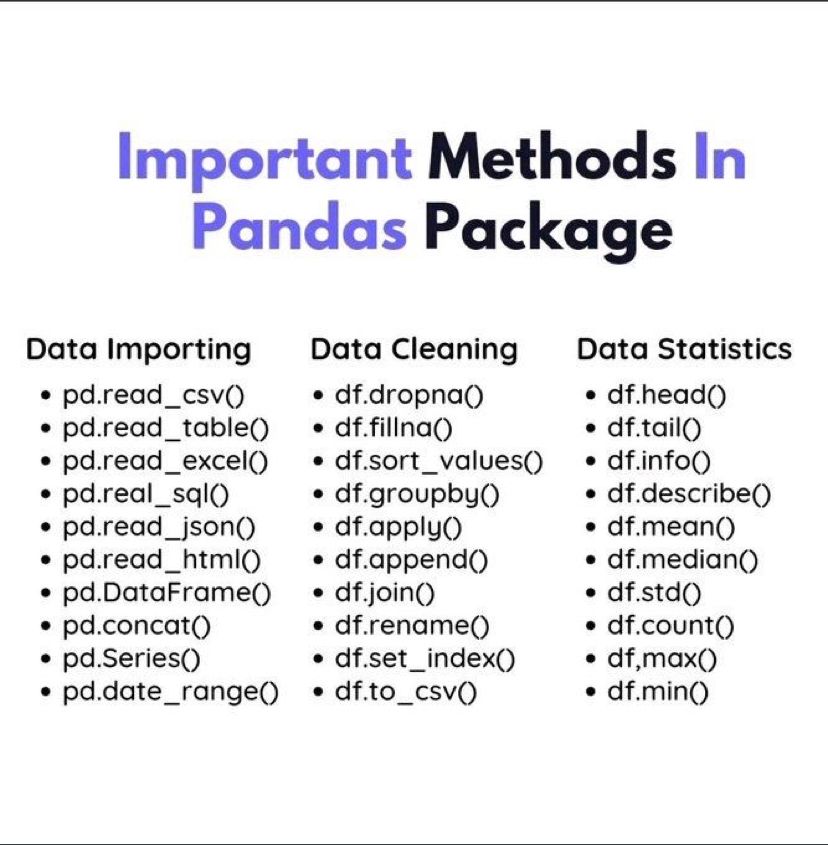 Important Methods In
Pandas Package
Data Importing
• pd.read_csv()
• pd.read_table()
• pd.read_excel()
• pd.real_sql()
• pd.read_json()
• pd.read_html()
• pd.DataFrame()
• pd.concat()
• pd.Series()
• pd.date_range()
Data Cleaning
• df.dropna()
• df.fillna()
• df.sort_values()
• df.groupby()
• df.apply()
• df.append()
• df.join()
• df.rename()
• df.set_index()
• df.to_csv()
Data Statistics
• df.head()
• df.tail()
• df.info()
• df.describe()
• df.mean()
• df.median()
• df.std()
• df.count()
• df,max()
• df.min()